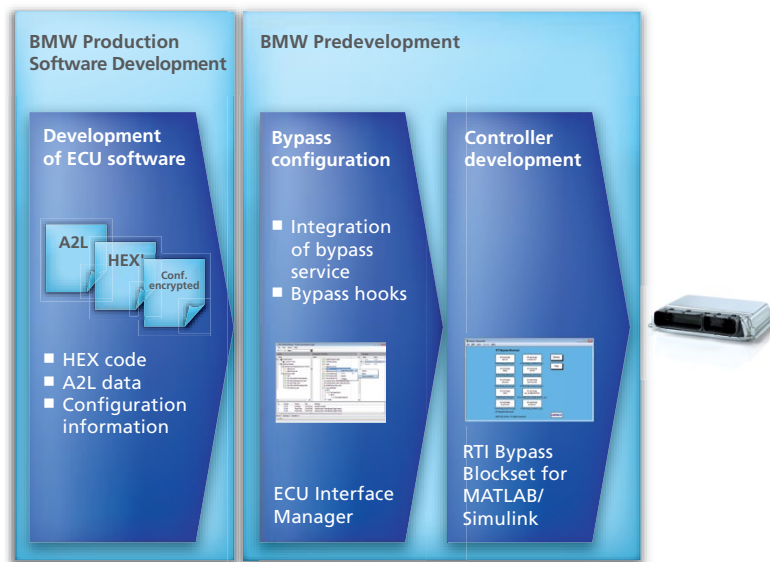 BMW Production
Software Development
BMW Predevelopment
Development
of ECU software
A2L
HEX
Conf.
encrypted
■ HEX code
■ A2L data
■ Configuration
information
Bypass
configuration
■ Integration
of bypass
service
■ Bypass hooks
ECU Interface
Manager
Controller
development
RTI Bypass
Blockset for
MATLAB/
Simulink